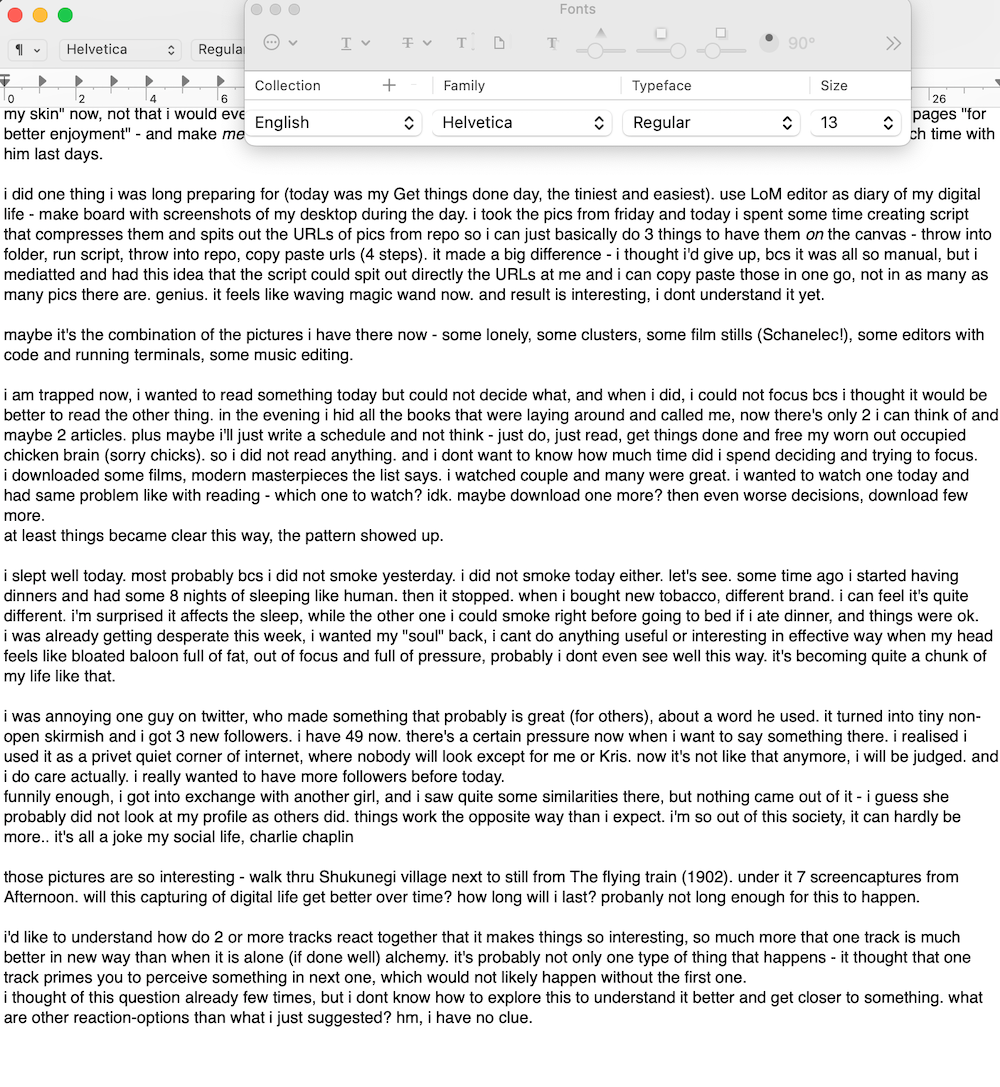 Fonts
¶
Helvetica
Regular
90°
Collection
Family
Typeface
Size
English
Helvetica
Regular
13
0 2 4 6 26
my skin" now, not that i would eve pages "for
better enjoyment" - and make me ch time with
him last days.
i did one thing i was long preparing for (today was my Get things done day, the tiniest and easiest). use LoM editor as diary of my digital
life - make board with screenshots of my desktop during the day. i took the pics from friday and today i spent some time creating script
that compresses them and spits out the URLs of pics from repo so i can just basically do 3 things to have them on the canvas - throw into
folder, run script, throw into repo, copy paste urls (4 steps). it made a big difference - i thought i'd give up, bcs it was all so manual, but i
mediatted and had this idea that the script could spit out directly the URLs at me and i can copy paste those in one go, not in as many as
many pics there are. genius. it feels like waving magic wand now. and result is interesting, i dont understand it yet.
maybe it's the combination of the pictures i have there now - some lonely, some clusters, some film stills (Schanelec!), some editors with
code and running terminals, some music editing.
i am trapped now, i wanted to read something today but could not decide what, and when i did, i could not focus bcs i thought it would be
better to read the other thing. in the evening i hid all the books that were laying around and called me, now there's only 2 i can think of and
maybe 2 articles. plus maybe i'll just write a schedule and not think - just do, just read, get things done and free my worn out occupied
chicken brain (sorry chicks). so i did not read anything. and i dont want to know how much time did i spend deciding and trying to focus.
i downloaded some films, modern masterpieces the list says. i watched couple and many were great. i wanted to watch one today and
had same problem like with reading - which one to watch? idk. maybe download one more? then even worse decisions, download few
more.
at least things became clear this way, the pattern showed up.
i slept well today. most probably bcs i did not smoke yesterday. i did not smoke today either. let's see. some time ago i started having
dinners and had some 8 nights of sleeping like human. then it stopped. when i bought new tobacco, different brand. i can feel it's quite
different. i'm surprised it affects the sleep, while the other one i could smoke right before going to bed if i ate dinner, and things were ok.
i was already getting desperate this week, i wanted my "soul" back, i cant do anything useful or interesting in effective way when my head
feels like bloated baloon full of fat, out of focus and full of pressure, probably i dont even see well this way. it's becoming quite a chunk of
my life like that.
i was annoying one guy on twitter, who made something that probably is great (for others), about a word he used. it turned into tiny non-
open skirmish and i got 3 new followers. i have 49 now. there's a certain pressure now when i want to say something there. i realised i
used it as a privet quiet corner of internet, where nobody will look except for me or Kris. now it's not like that anymore, i will be judged. and
i do care actually. i really wanted to have more followers before today.
funnily enough, i got into exchange with another girl, and i saw quite some similarities there, but nothing came out of it - i guess she
probably did not look at my profile as others did. things work the opposite way than i expect. i'm so out of this society, it can hardly be
more.. it's all a joke my social life, charlie chaplin
those pictures are so interesting - walk thru Shukunegi village next to still from The flying train (1902). under it 7 screencaptures from
Afternoon. will this capturing of digital life get better over time? how long will i last? probanly not long enough for this to happen.
i'd like to understand how do 2 or more tracks react together that it makes things so interesting, so much more that one track is much
better in new way than when it is alone (if done well) alchemy. it's probably not only one type of thing that happens - it thought that one
track primes you to perceive something in next one, which would not likely happen without the first one.
i thought of this question already few times, but i dont know how to explore this to understand it better and get closer to something. what
are other reaction-options than what i just suggested? hm, i have no clue.